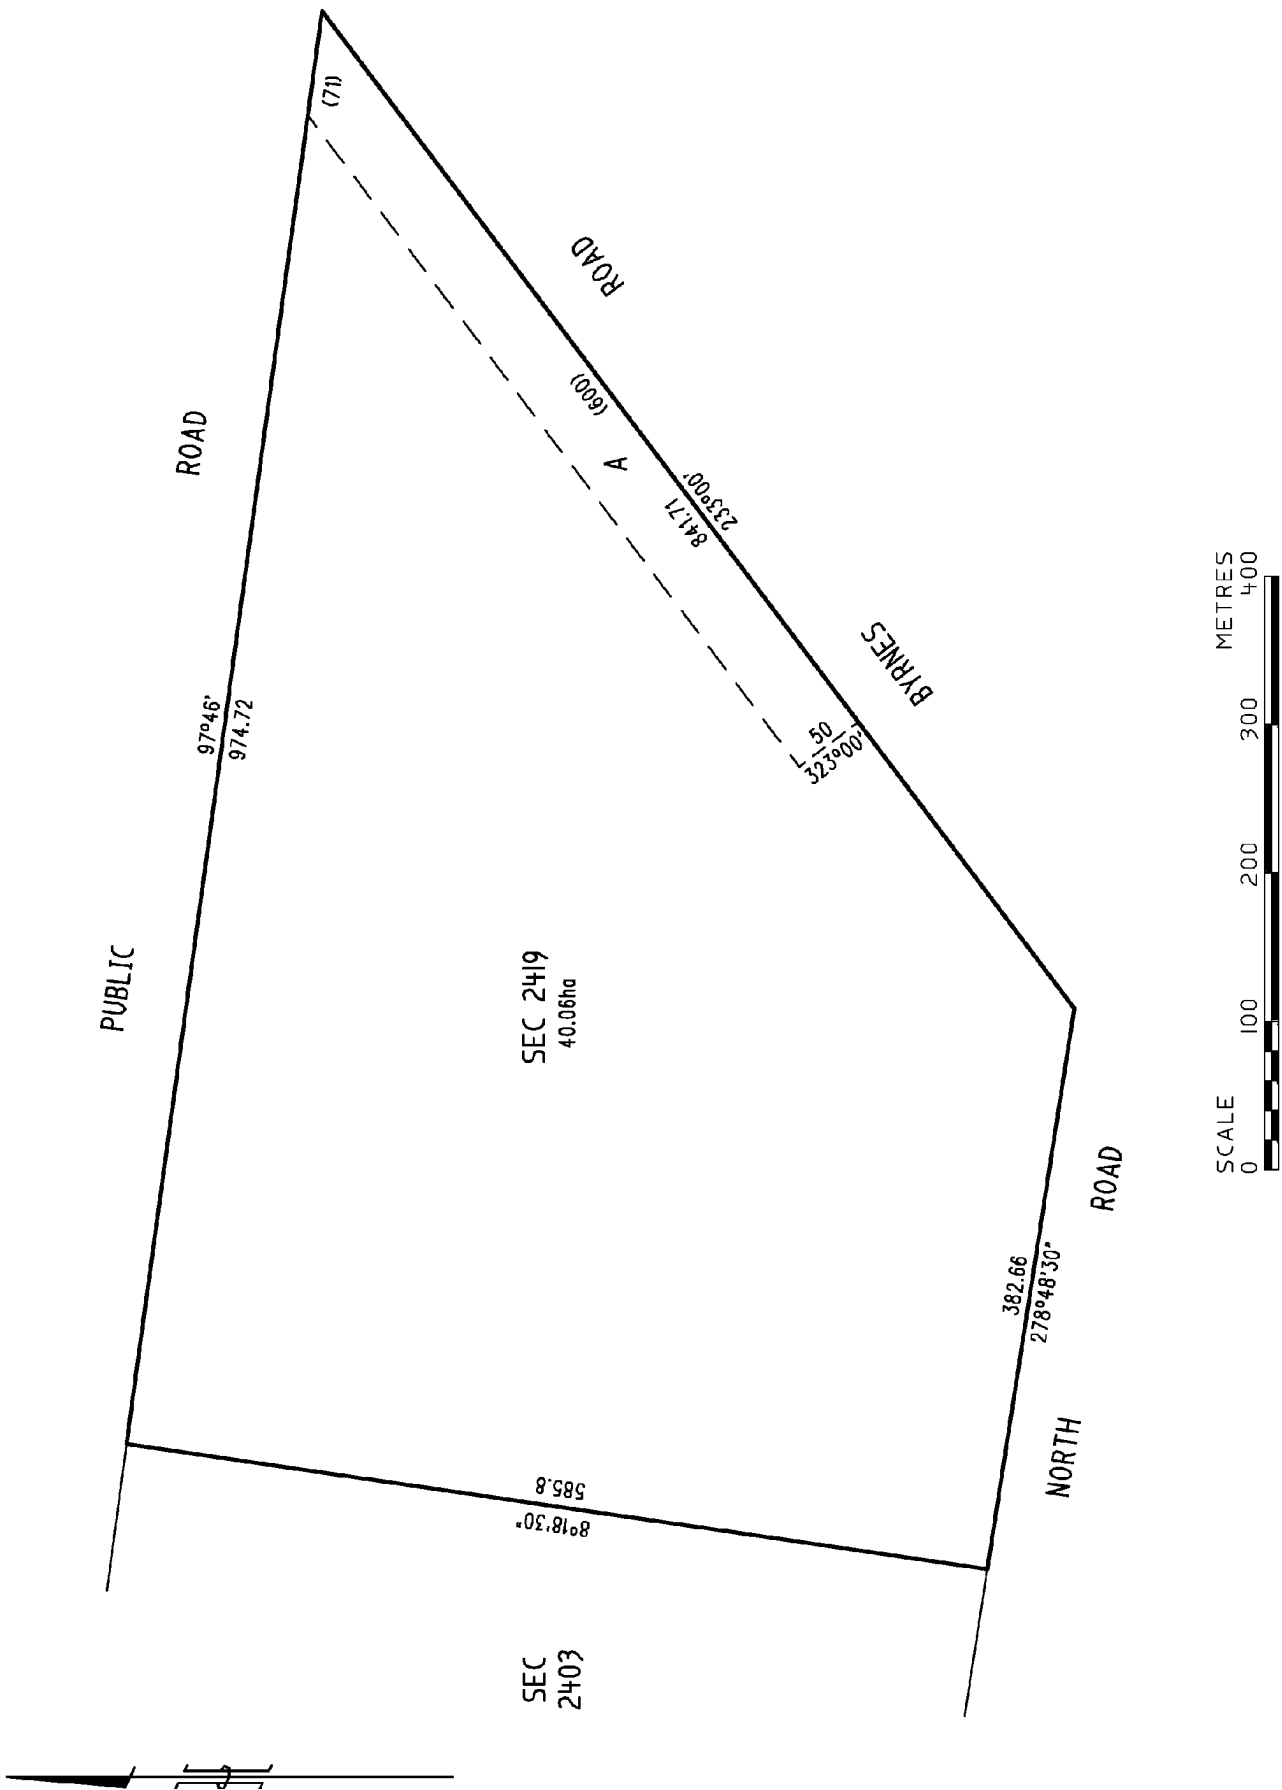 PUBLIC
ROAD
97°46'
974.72
(71)
ROAD
(600)
A
841.71
233°00'
BYRNES
50
323°00'
SEC 2419
40.06ha
585.8
8°18'30"
SEC
2403
382.66
278°48'30"
NORTH
ROAD
SCALE
METRES
0
100
200
300
400